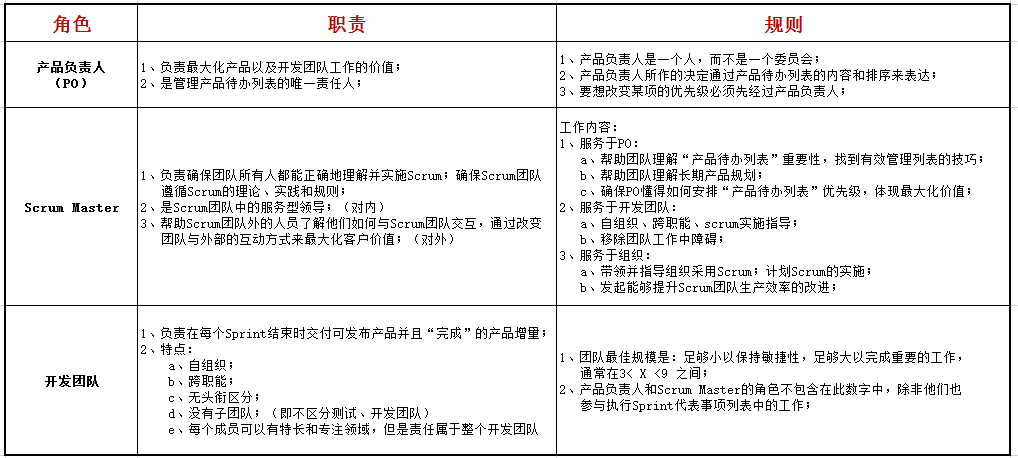 角色
职责
规则
产品负责人
（PO）
1、负责最大化产品以及开发团队工作的价值；
2、是管理产品待办列表的唯一责任人；
1、产品负责人是一个人，而不是一个委员会；
2、产品负责人所作的决定通过产品待办列表的内容和排序来表达；
3、要想改变某项的优先级必须先经过产品负责人；
Scrum Master
1、负责确保团队所有人都能正确地理解并实施Scrum；确保Scrum团队
遵循Scrum的理论、实践和规则；
2、是Scrum团队中的服务型领导；（对内）
3、帮助Scrum团队外的人员了解他们如何与Scrum团队交互，通过改变
团队与外部的互动方式来最大化客户价值；（对外）
工作内容：
1、服务于PO：
a、帮助团队理解“产品待办列表”重要性，找到有效管理列表的技巧；
b、帮助团队理解长期产品规划；
c、确保PO懂得如何安排“产品待办列表”优先级，体现最大化价值；
2、服务于开发团队：
a、自组织、跨职能、scrum实施指导；
b、移除团队工作中障碍；
3、服务于组织：
a、带领并指导组织采用Scrum；计划Scrum的实施；
b、发起能够提升Scrum团队生产效率的改进；
开发团队
1、负责在每个Sprint结束时交付可发布产品并且“完成”的产品增量；
2、特点：
a、自组织；
b、跨职能；
c、无头衔区分；
d、没有子团队；（即不区分测试、开发团队）
e、每个成员可以有特长和专注领域，但是责任属于整个开发团队
1、团队最佳规模是：足够小以保持敏捷性，足够大以完成重要的工作，
通常在3< X <9 之间；
2、产品负责人和Scrum Master的角色不包含在此数字中，除非他们也
参与执行Sprint代表事项列表中的工作；